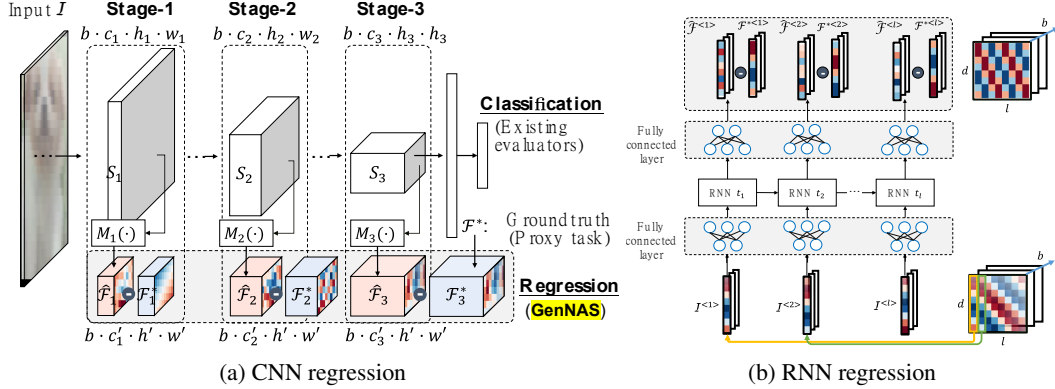 Input I
Stage-1
Stage-2
Stage-3
b · c₁ · h₁ · w₁
b · c₂ · h₂ · w₂
b · c₃ · h₃ · h₃
S₁
S₂
S₃
Classification
(Existing
evaluators)
M₁(·)
M₂(·)
M₃(·)
F*:
Ground truth
(Proxy task)
F̂₁
F₁*
F̂₂
F₂*
F̂₃
F₃*
Regression
(GenNAS)
b · c₁′ · h′ · w′
b · c₂′ · h′ · w′
b · c₃′ · h′ · w′
(a) CNN regression
F̂<1>
F*<1>
F̂<2>
F*<2>
F̂<l>
F*<l>
b
d
l
Fully
connected
layer
RNN t₁
RNN t₂
RNN tₗ
Fully
connected
layer
I<1>
I<2>
I<l>
b
d
l
(b) RNN regression